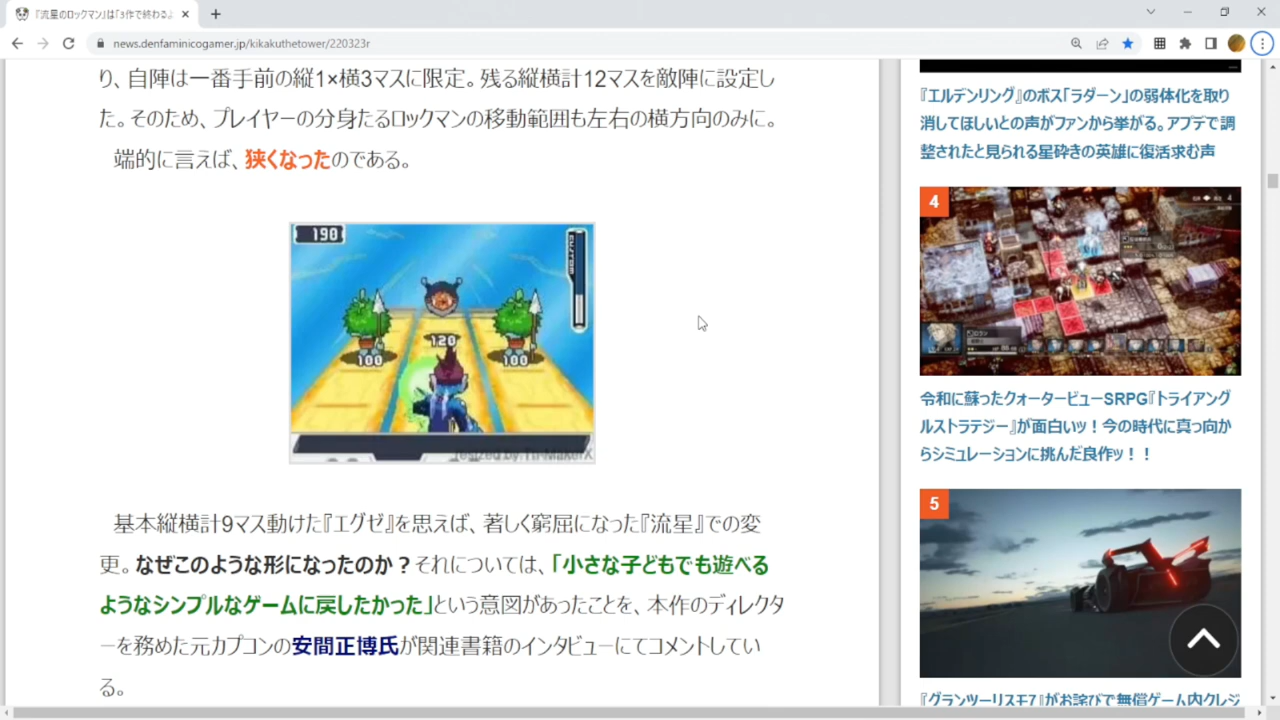 『流星のロックマン』は「3作で終わるよ
news.denfaminicogamer.jp/kikakuthetower/220323r
り、自陣は一番手前の縦1×横3マスに限定。残る縦横計12マスを敵陣に設定し
た。そのため、プレイヤーの分身たるロックマンの移動範囲も左右の横方向のみに。
端的に言えば、狭くなったのである。
190
120
100
100
resized by Tn-MakerX
基本縦横計9マス動けた『エグゼ』を思えば、著しく窮屈になった『流星』での変
更。なぜこのような形になったのか？それについては、「小さな子どもでも遊べる
ようなシンプルなゲームに戻したかった」という意図があったことを、本作のディレクタ
ーを務めた元カプコンの安間正博氏が関連書籍のインタビューにてコメントしてい
る。
『エルデンリング』のボス「ラダーン」の弱体化を取り
消してほしいとの声がファンから挙がる。アプデで調
整されたと見られる星砕きの英雄に復活求む声
4
令和に蘇ったクォータービューSRPG『トライアング
ルストラテジー』が面白いッ！今の時代に真っ向か
らシミュレーションに挑んだ良作ッ！！
5
『グランツーリスモ7』がお詫びで無償ゲーム内クレジ